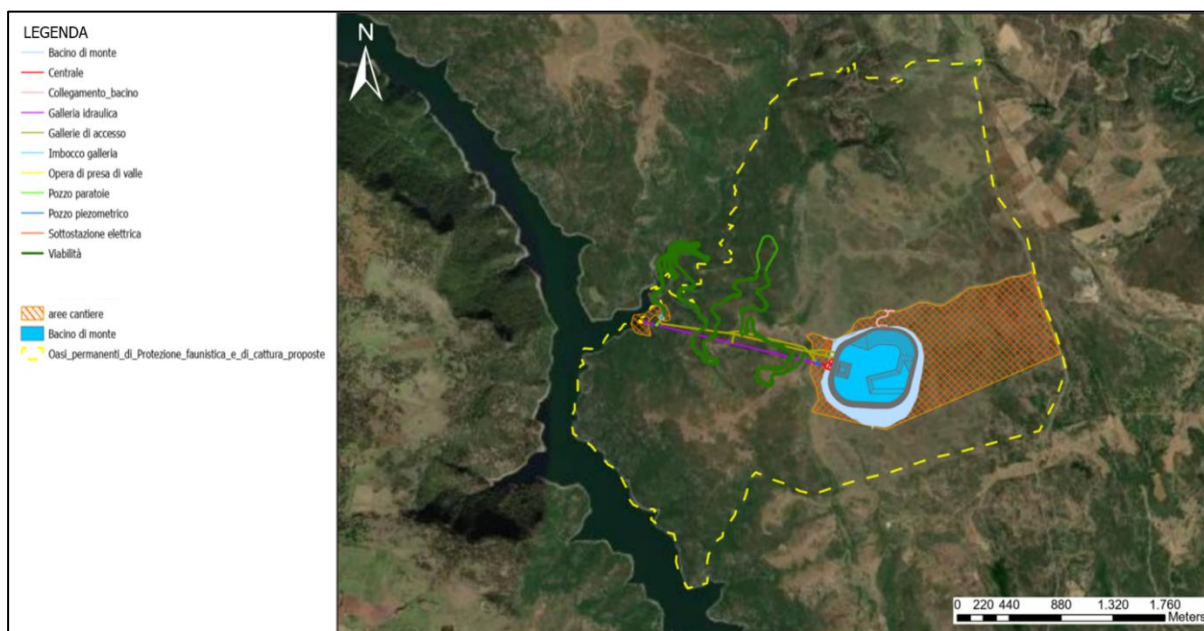 LEGENDA
Bacino di monte
Centrale
Collegamento_bacino
Galleria idraulica
Gallerie di accesso
Imbocco galleria
Opera di presa di valle
Pozzo paratoie
Pozzo piezometrico
Sottostazione elettrica
Viabilità
aree cantiere
Bacino di monte
Oasi_permanenti_di_Protezione_faunistica_e_di_cattura_proposte
N
0 220 440 880 1.320 1.760
Meters